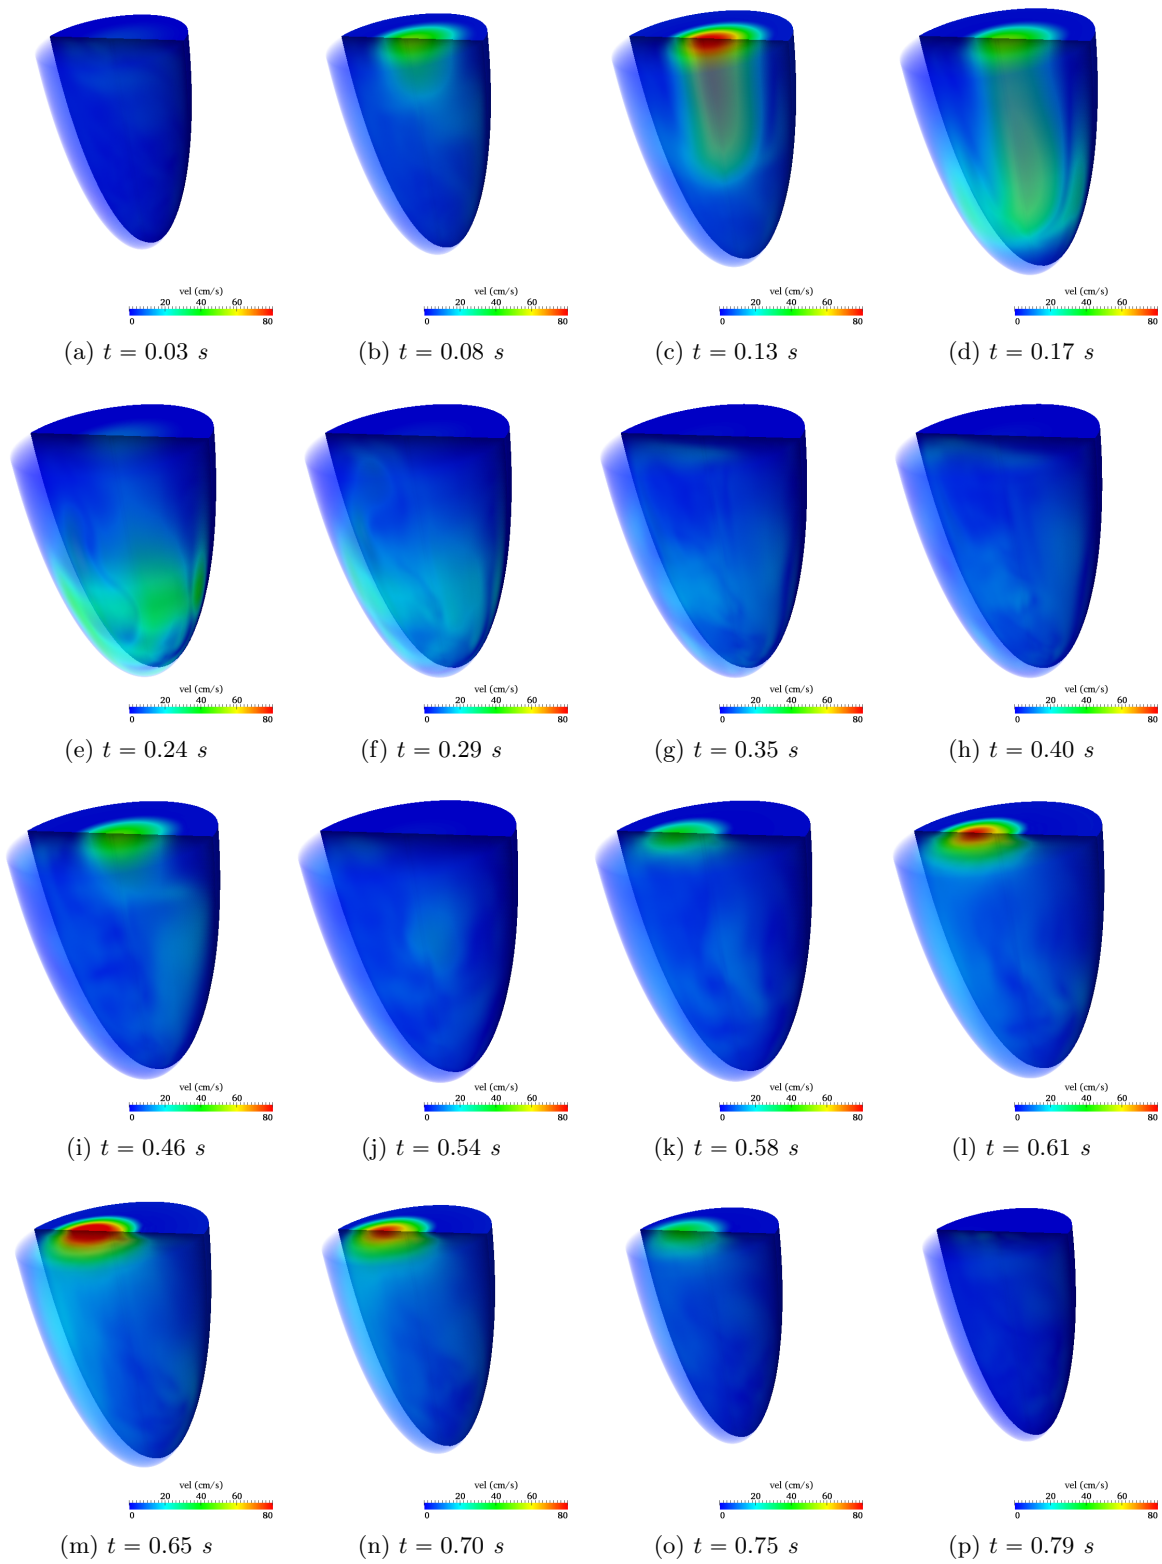 vel (cm/s) vel (cm/s) vel (cm/s) vel (cm/s)
20 40 60 20 40 60 20 40 60 20 40 60
0 80 0 80 0 80 0 80
(a) t = 0.03 s (b) t = 0.08 s (c) t = 0.13 s (d) t = 0.17 s
vel (cm/s) vel (cm/s) vel (cm/s) vel (cm/s)
20 40 60 20 40 60 20 40 60 20 40 60
0 80 0 80 0 80 0 80
(e) t = 0.24 s (f) t = 0.29 s (g) t = 0.35 s (h) t = 0.40 s
vel (cm/s) vel (cm/s) vel (cm/s) vel (cm/s)
20 40 60 20 40 60 20 40 60 20 40 60
0 80 0 80 0 80 0 80
(i) t = 0.46 s (j) t = 0.54 s (k) t = 0.58 s (l) t = 0.61 s
vel (cm/s) vel (cm/s) vel (cm/s) vel (cm/s)
20 40 60 20 40 60 20 40 60 20 40 60
0 80 0 80 0 80 0 80
(m) t = 0.65 s (n) t = 0.70 s (o) t = 0.75 s (p) t = 0.79 s